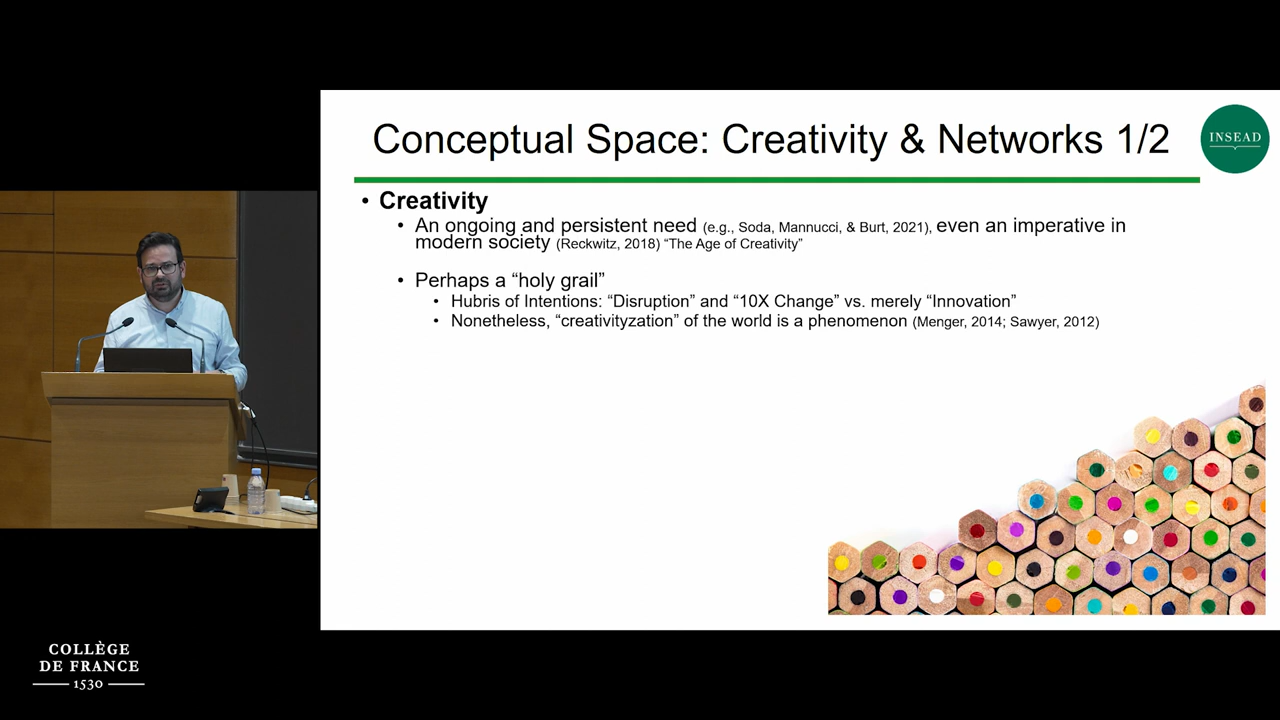 Conceptual Space: Creativity & Networks 1/2
INSEAD
• Creativity
• An ongoing and persistent need (e.g., Soda, Mannucci, & Burt, 2021), even an imperative in
modern society (Reckwitz, 2018) “The Age of Creativity”
• Perhaps a “holy grail”
• Hubris of Intentions: “Disruption” and “10X Change” vs. merely “Innovation”
• Nonetheless, “creativityzation” of the world is a phenomenon (Menger, 2014; Sawyer, 2012)
COLLÈGE
DE FRANCE
1530